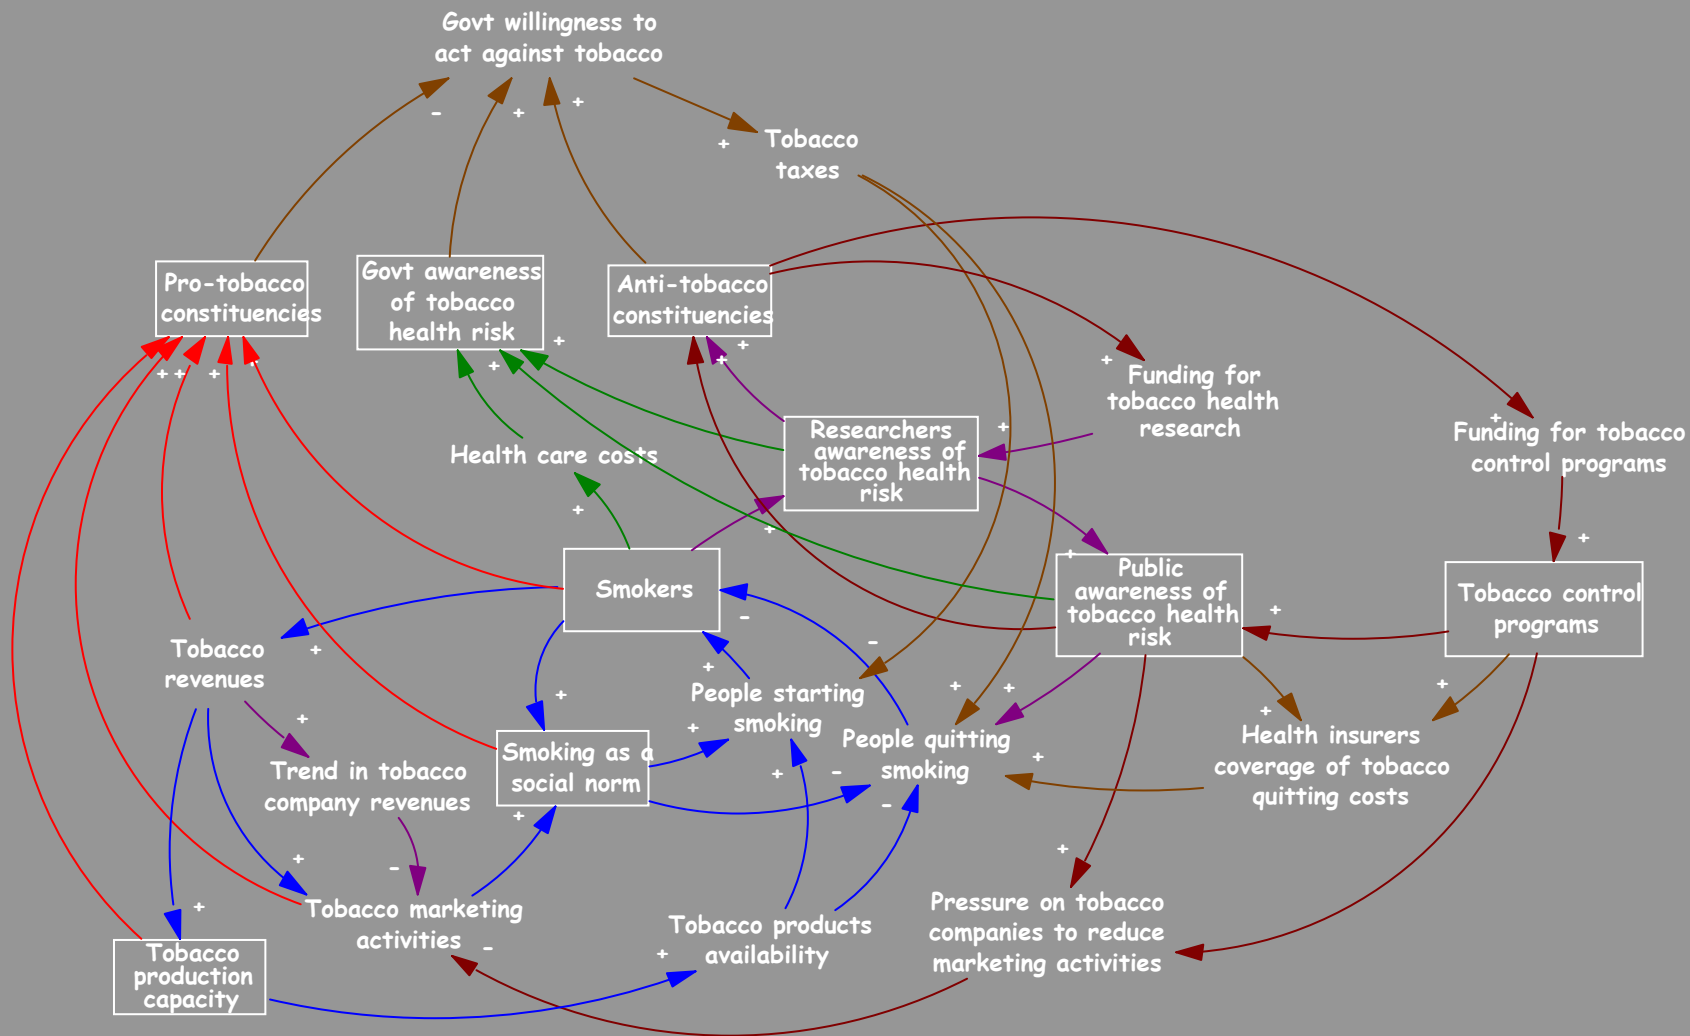 Govt willingness to
act against tobacco
-
+
+
+
Tobacco
taxes
Pro-tobacco
constituencies
Govt awareness
of tobacco
health risk
Anti-tobacco
constituencies
+
+
+
+
+
+
+
+
+
+
Funding for
tobacco health
research
+
Funding for tobacco
control programs
Health care costs
Researchers
awareness of
tobacco health
risk
+
+
+
+
+
Smokers
Public
awareness of
tobacco health
risk
Tobacco control
programs
+
-
-
+
Tobacco
revenues
+
+
People starting
smoking
+
+
+
+
+
+
+
Smoking as a
social norm
People quitting
smoking
Health insurers
coverage of tobacco
quitting costs
Trend in tobacco
company revenues
+
-
+
-
+
+
-
+
Tobacco marketing
activities
+
-
Tobacco products
availability
+
Pressure on tobacco
companies to reduce
marketing activities
Tobacco
production
capacity